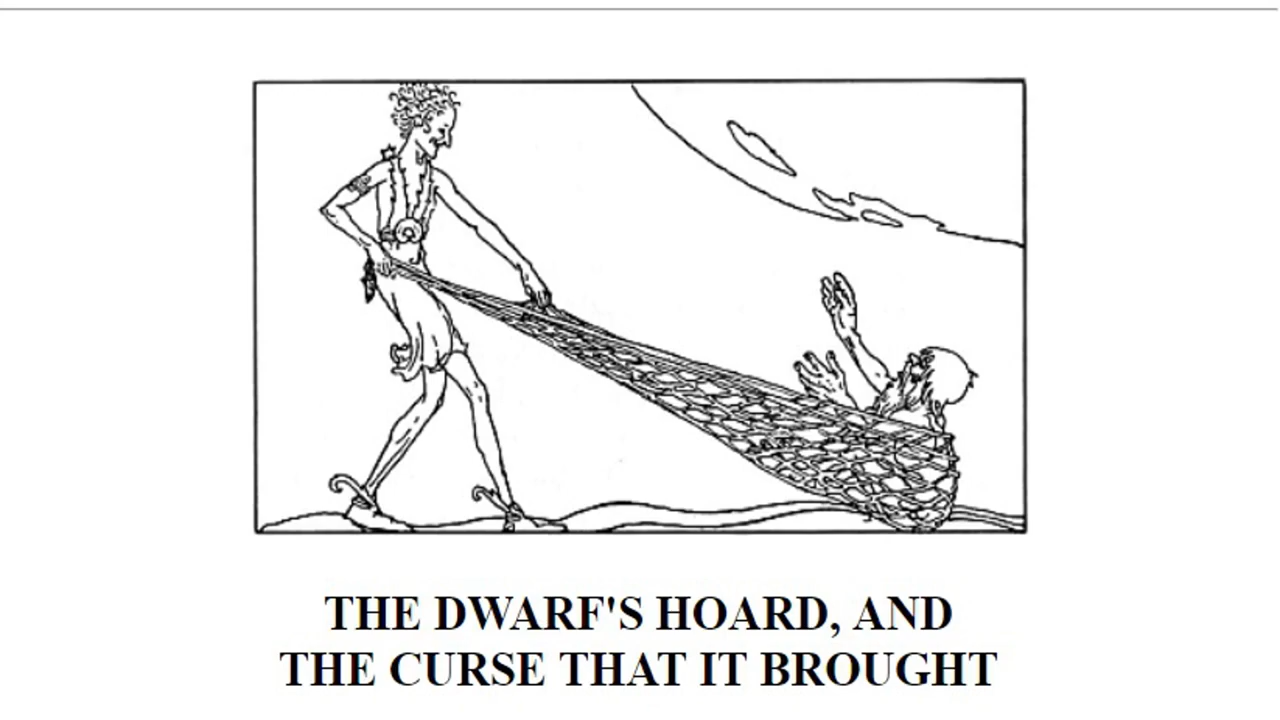 THE DWARF'S HOARD, AND
THE CURSE THAT IT BROUGHT